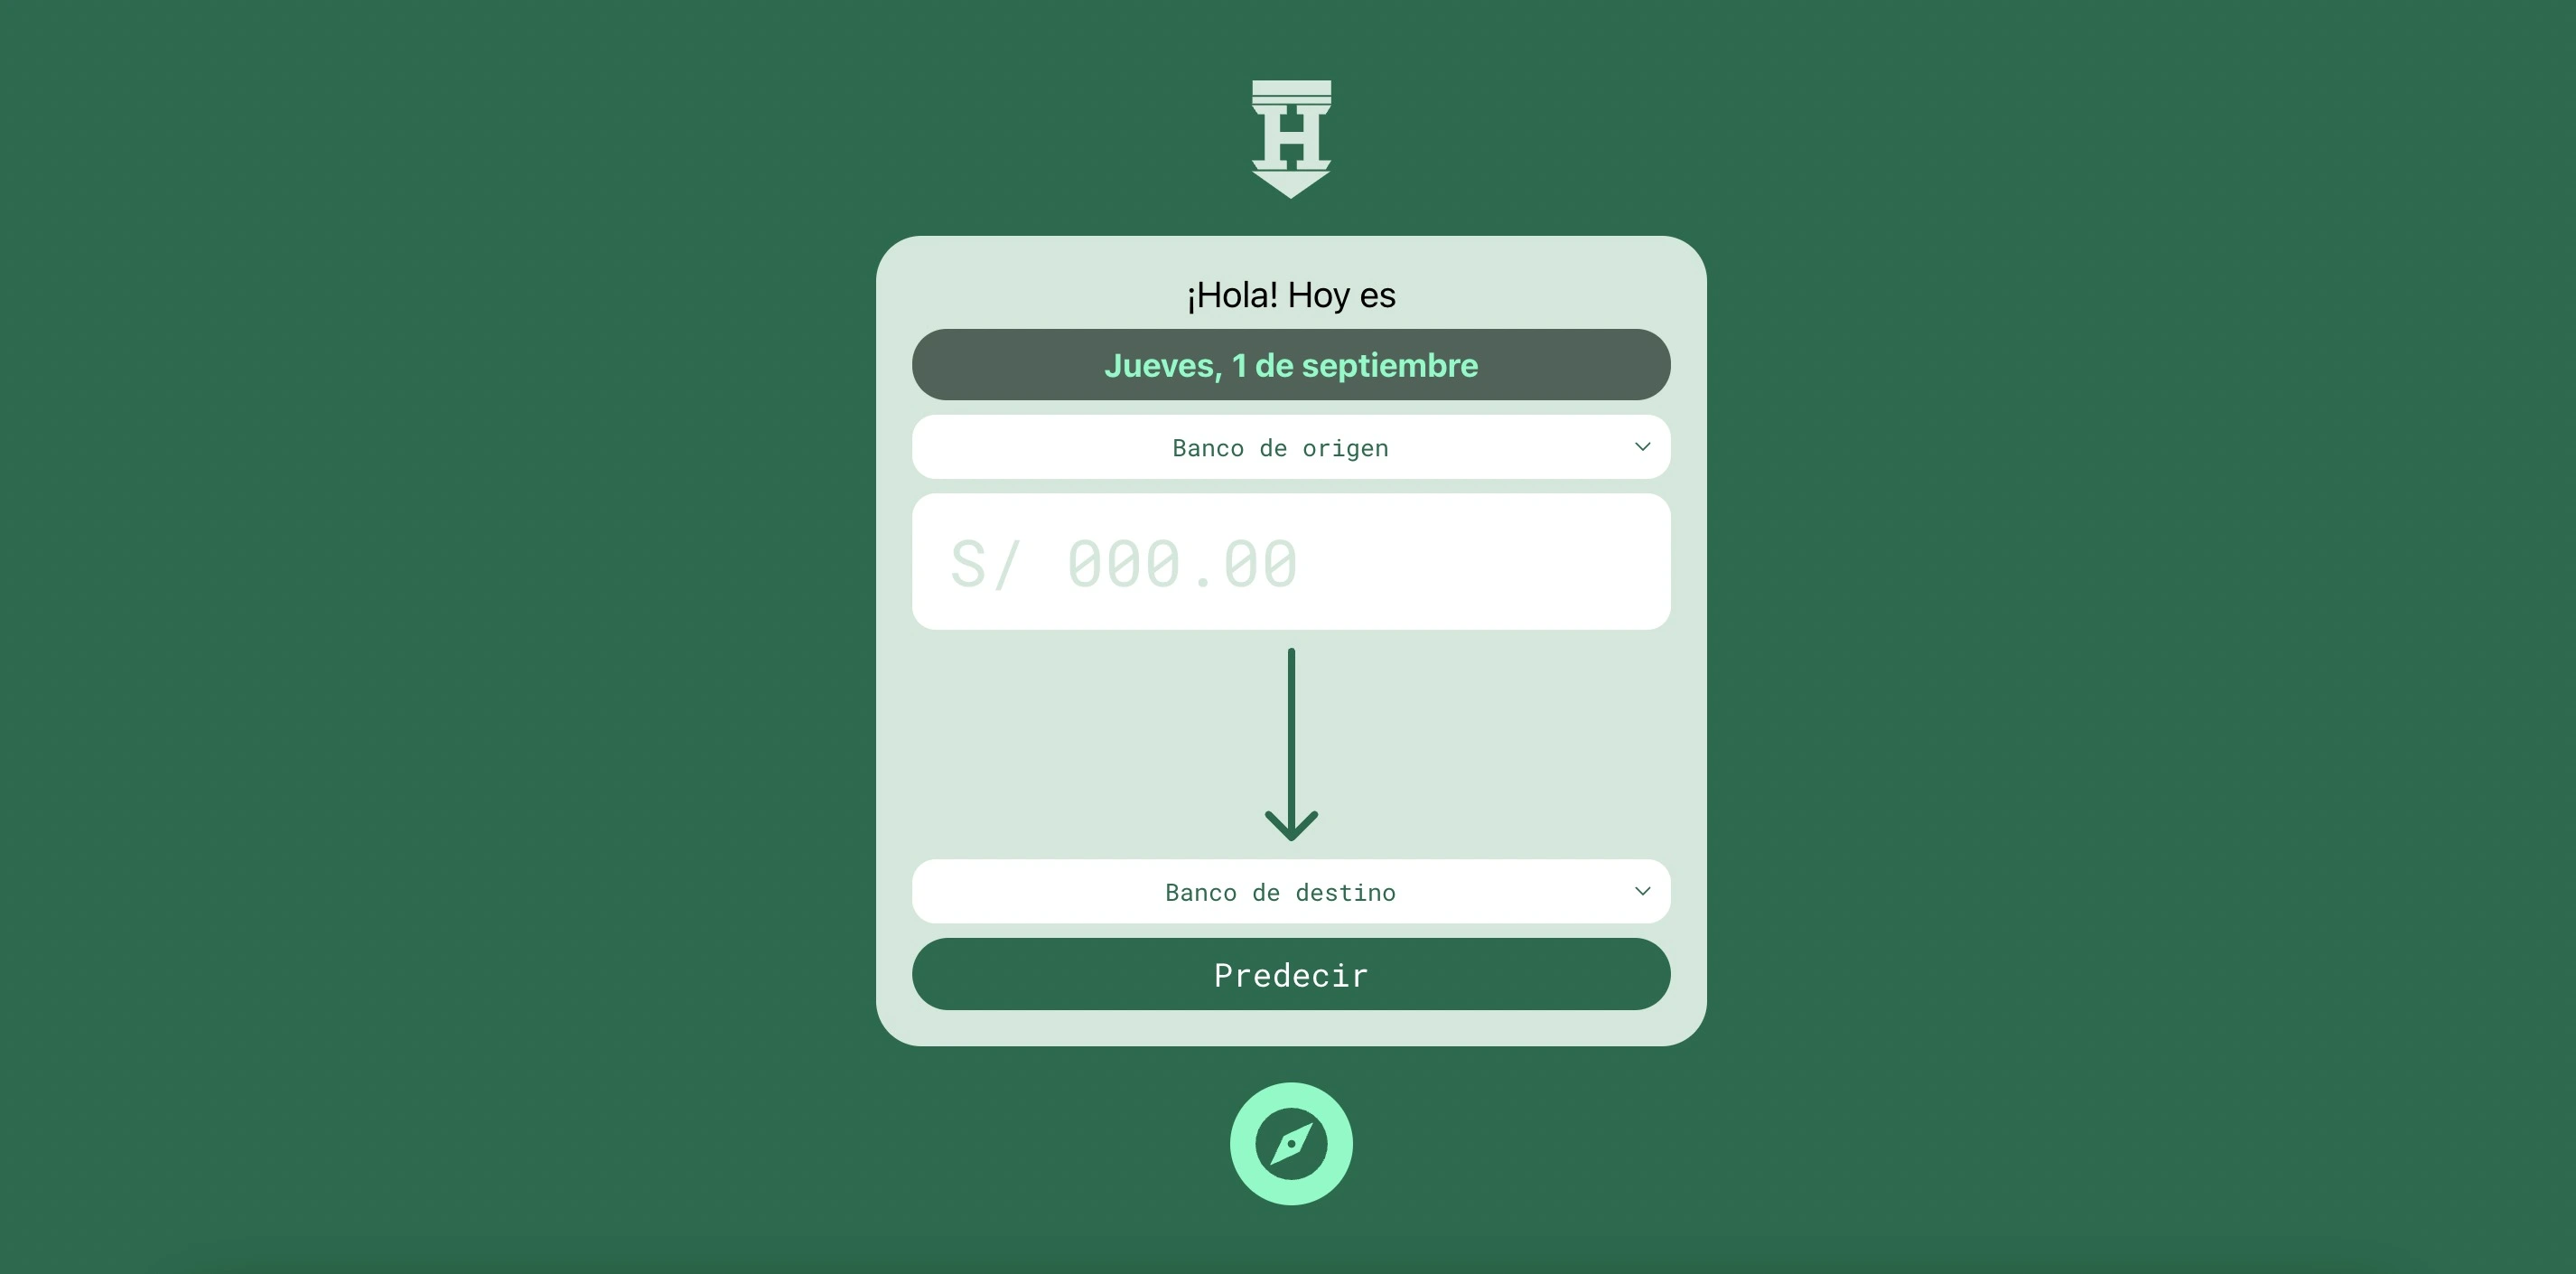 H
¡Hola! Hoy es
Jueves, 1 de septiembre
Banco de origen
S/ 000.00
Banco de destino
Predecir